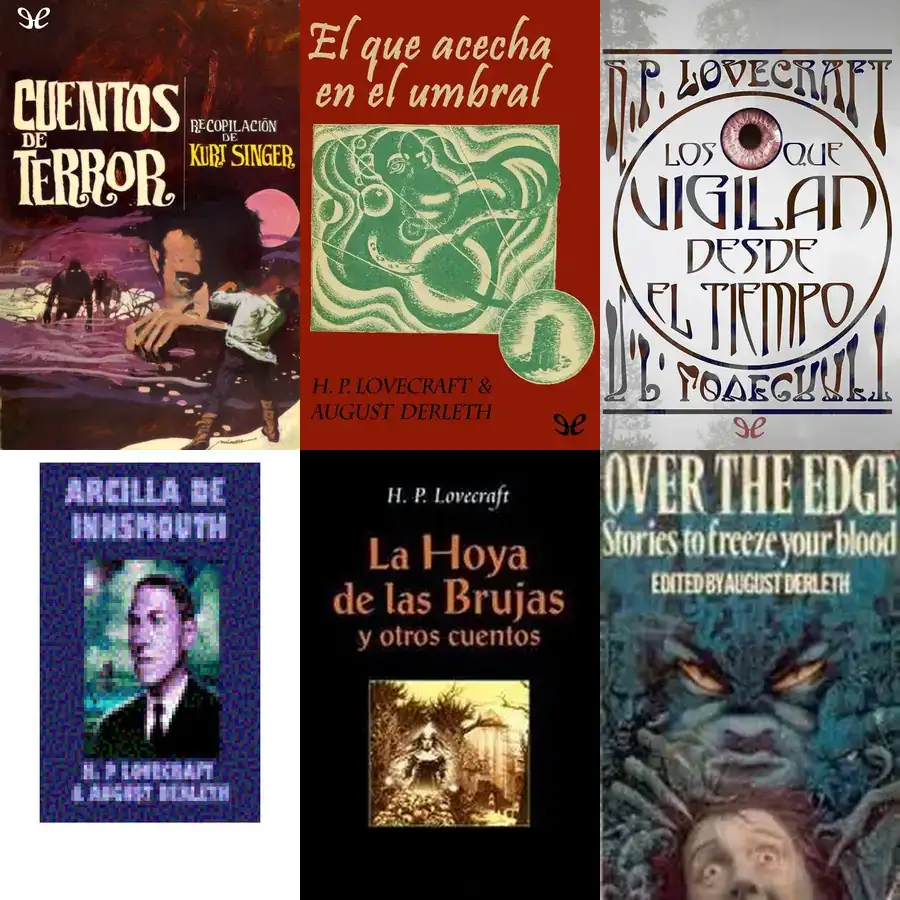 CUENTOS
DE
TERROR
RECOPILACIÓN
DE
KURT SINGER
El que acecha
en el umbral
H. P. LOVECRAFT &
AUGUST DERLETH
H.P. LOVECRAFT
LOS QUE
VIGILAN
DESDE
EL TIEMPO
ARCILLA DE
INNSMOUTH
H. P LOVECRAFT
& AUGUST DERLETH
H. P. Lovecraft
La Hoya
de las Brujas
y otros cuentos
OVER THE EDGE
Stories to freeze your blood
EDITED BY AUGUST DERLETH